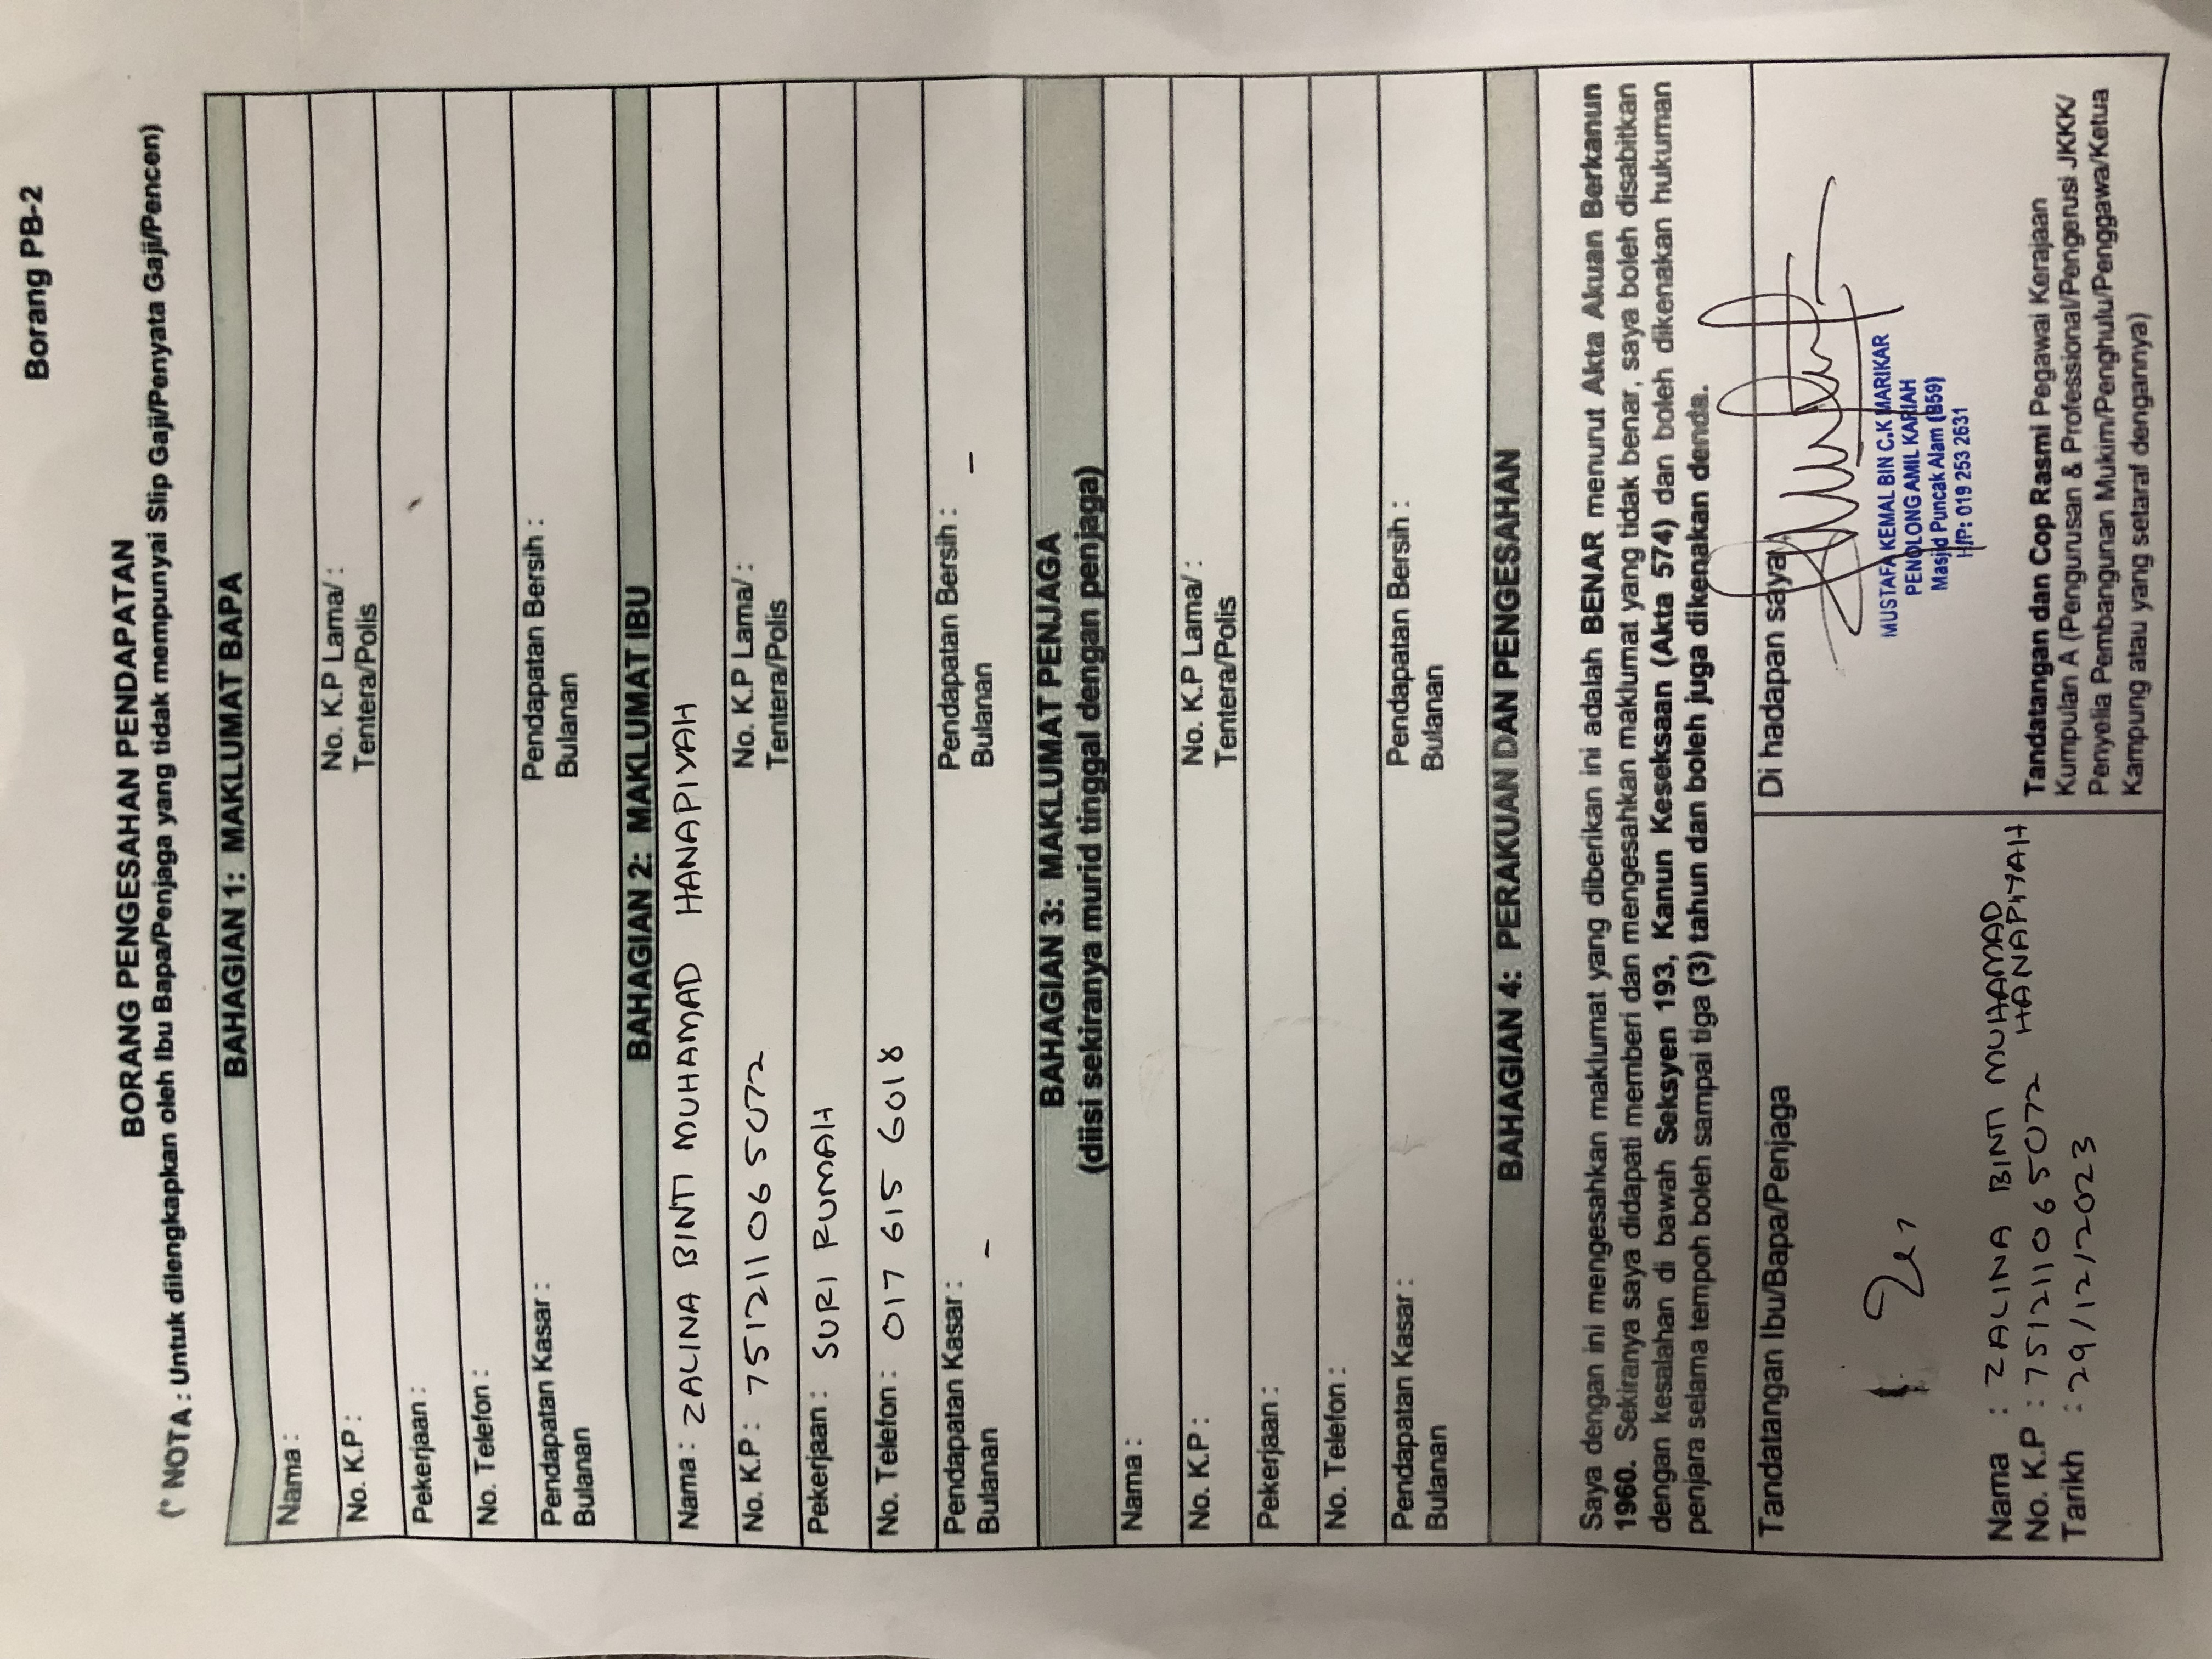 Borang PB-2
BORANG PENGESAHAN PENDAPATAN
(* NOTA : Untuk dilengkapkan oleh Ibu Bapa/Penjaga yang tidak mempunyai Slip Gaji/Penyata Gaji/Pencen)
BAHAGIAN 1: MAKLUMAT BAPA
Nama :
No. K.P :
No. K.P Lama/ :
Tentera/Polis
Pekerjaan :
No. Telefon :
Pendapatan Kasar :
Bulanan
Pendapatan Bersih :
Bulanan
BAHAGIAN 2: MAKLUMAT IBU
Nama : ZALINA BINTI MUHAMAD HANAPIYAH
No. K.P : 751211065072
No. K.P Lama/ :
Tentera/Polis
Pekerjaan : SURI RUMAH
No. Telefon : 017 615 6018
Pendapatan Kasar :
Bulanan -
Pendapatan Bersih :
Bulanan -
BAHAGIAN 3: MAKLUMAT PENJAGA
(diisi sekiranya murid tinggal dengan penjaga)
Nama :
No. K.P :
No. K.P Lama/ :
Tentera/Polis
Pekerjaan :
No. Telefon :
Pendapatan Kasar :
Bulanan
Pendapatan Bersih :
Bulanan
BAHAGIAN 4: PERAKUAN DAN PENGESAHAN
Saya dengan ini mengesahkan maklumat yang diberikan ini adalah BENAR menurut Akta Akuan Berkanun
1960. Sekiranya saya didapati memberi dan mengesahkan maklumat yang tidak benar, saya boleh disabitkan
dengan kesalahan di bawah Seksyen 193, Kanun Keseksaan (Akta 574) dan boleh dikenakan hukuman
penjara selama tempoh boleh sampai tiga (3) tahun dan boleh juga dikenakan denda.
Tandatangan Ibu/Bapa/Penjaga
Nama : ZALINA BINTI MUHAMAD
HANAPIYAH
No. K.P : 751211065072
Tarikh : 29/12/2023
Di hadapan saya
MUSTAFA KEMAL BIN C.K MARIKAR
PENOLONG AMIL KARIAH
Masjid Puncak Alam (B59)
H/P: 019 253 2631
Tandatangan dan Cop Rasmi Pegawai Kerajaan
Kumpulan A (Pengurusan & Professional/Pengerusi JKKK/
Penyelia Pembangunan Mukim/Penghulu/Penggawa/Ketua
Kampung atau yang setaraf dengannya)